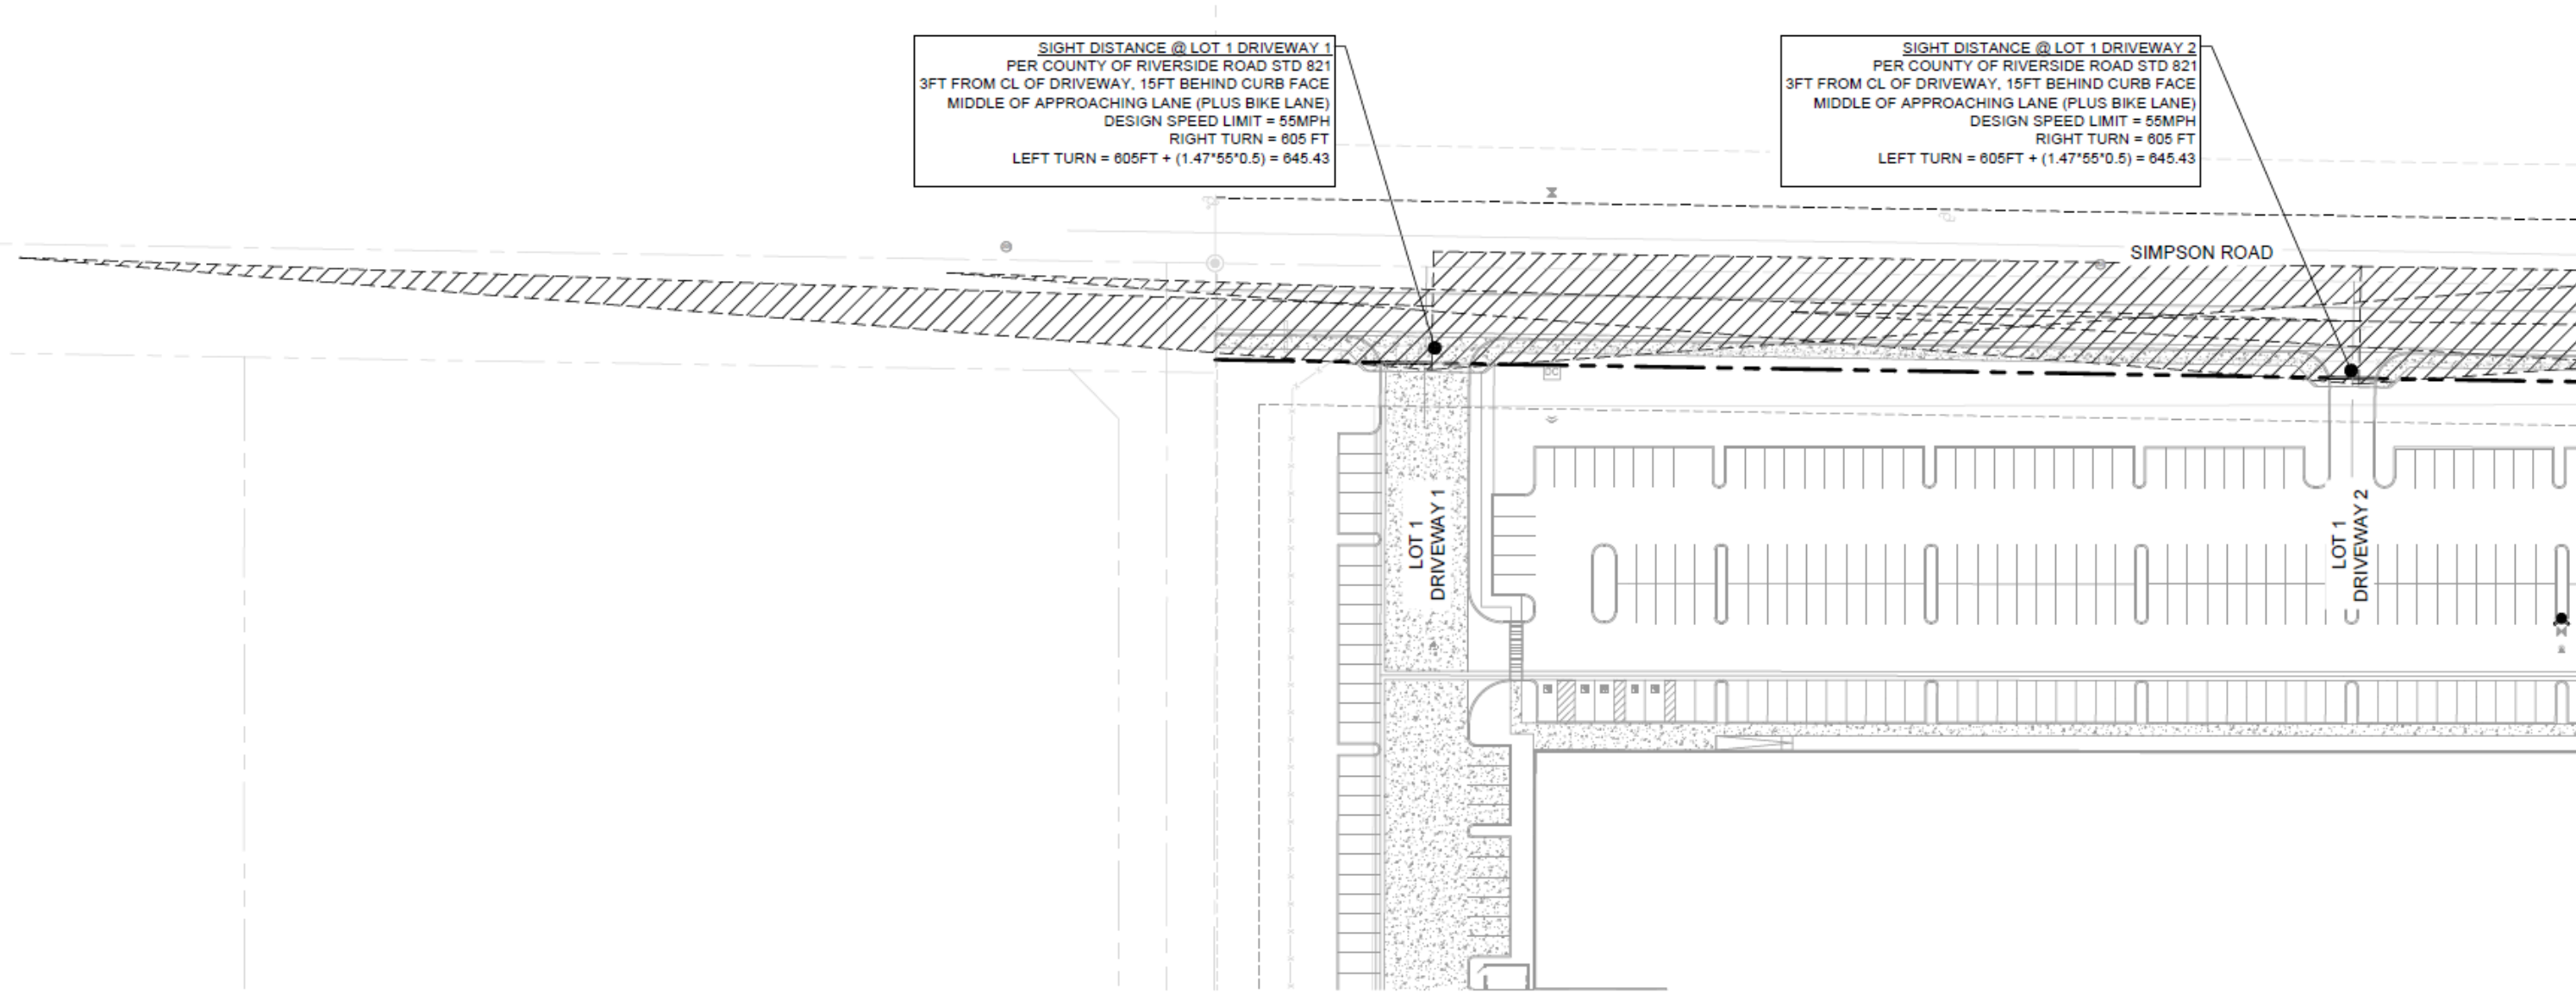 SIGHT DISTANCE @ LOT 1 DRIVEWAY 1
PER COUNTY OF RIVERSIDE ROAD STD 821
3FT FROM CL OF DRIVEWAY, 15FT BEHIND CURB FACE
MIDDLE OF APPROACHING LANE (PLUS BIKE LANE)
DESIGN SPEED LIMIT = 55MPH
RIGHT TURN = 605 FT
LEFT TURN = 605FT + (1.47*55*0.5) = 645.43
SIGHT DISTANCE @ LOT 1 DRIVEWAY 2
PER COUNTY OF RIVERSIDE ROAD STD 821
3FT FROM CL OF DRIVEWAY, 15FT BEHIND CURB FACE
MIDDLE OF APPROACHING LANE (PLUS BIKE LANE)
DESIGN SPEED LIMIT = 55MPH
RIGHT TURN = 605 FT
LEFT TURN = 605FT + (1.47*55*0.5) = 645.43
SIMPSON ROAD
LOT 1
DRIVEWAY 1
LOT 1
DRIVEWAY 2